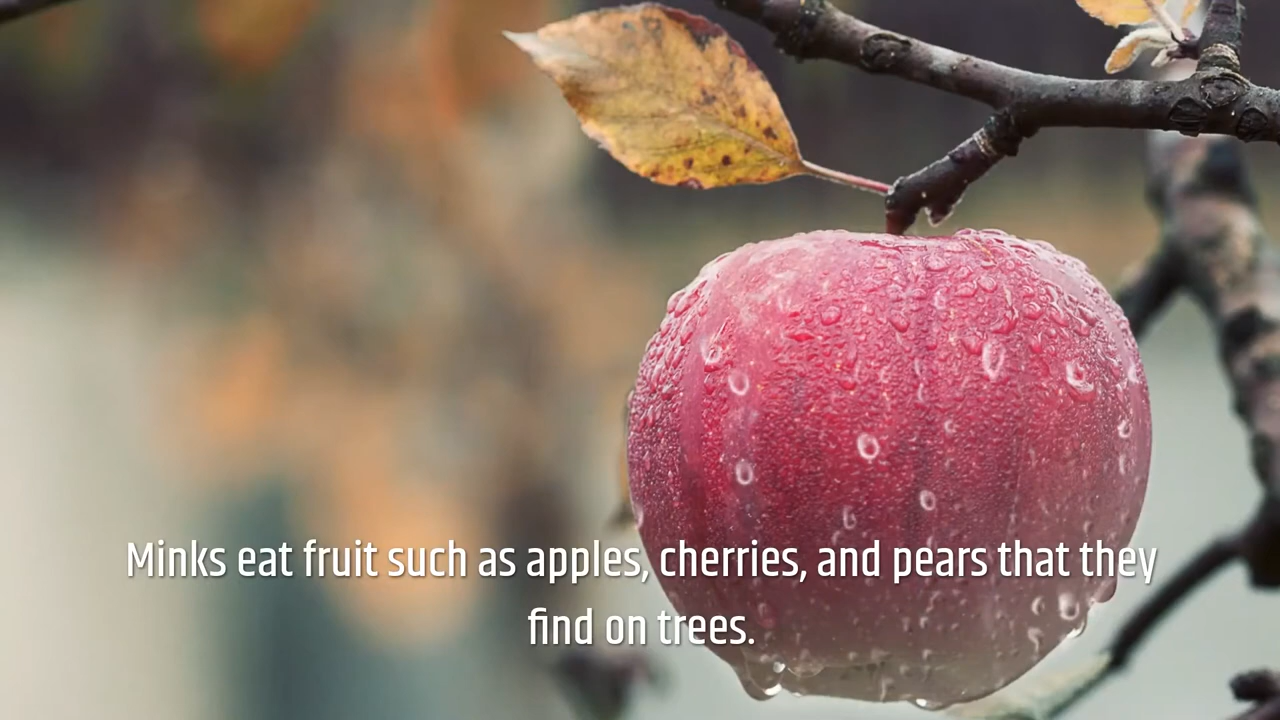 Minks eat fruit such as apples, cherries, and pears that they
find on trees.